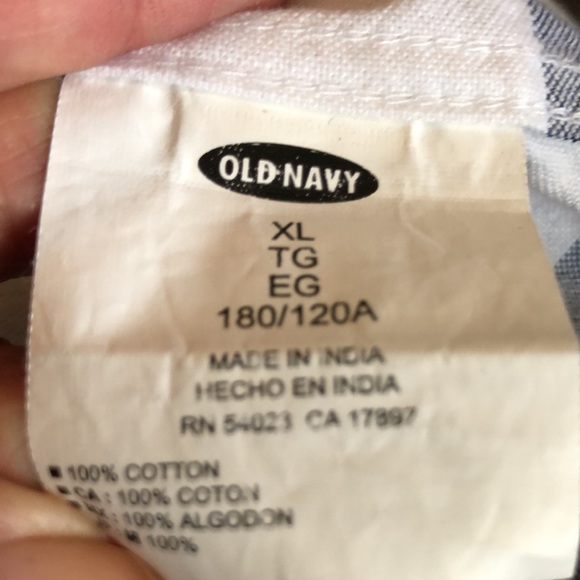 OLD NAVY
XL
TG
EG
180/120A
MADE IN INDIA
HECHO EN INDIA
RN 54023 CA 17897
100% COTTON
CA : 100% COTON
100% ALGODON
100%